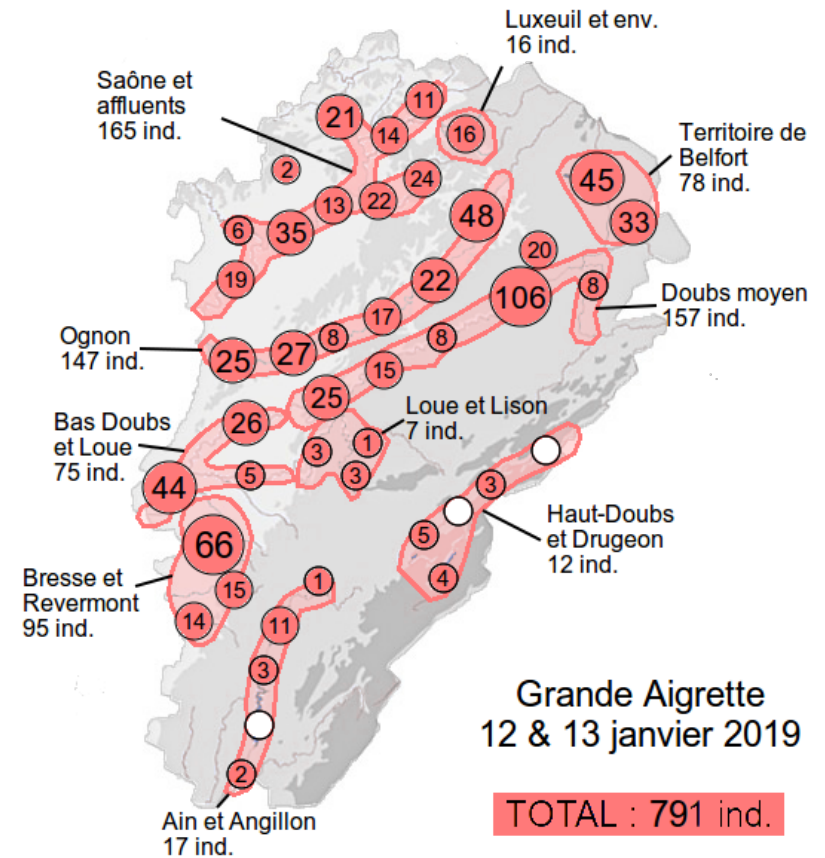 Luxeuil et env.
16 ind.
Saône et
affluents
165 ind.
Territoire de
Belfort
78 ind.
21
11
14
16
2
24
22
13
6
35
19
45
33
48
20
22
106
8
17
8
8
27
25
15
25
Doubs moyen
157 ind.
Ognon
147 ind.
Loue et Lison
7 ind.
Bas Doubs
et Loue
75 ind.
26
1
3
3
5
44
3
5
4
Haut-Doubs
et Drugeon
12 ind.
66
15
14
Bresse et
Revermont
95 ind.
1
11
3
2
Ain et Angillon
17 ind.
Grande Aigrette
12 & 13 janvier 2019
TOTAL : 791 ind.